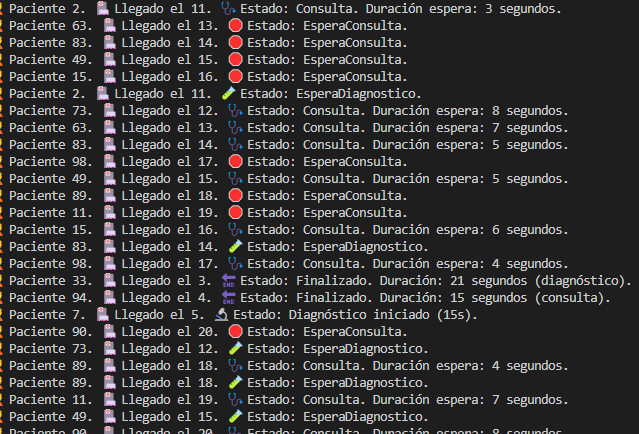 Paciente 2. Llegado el 11. Estado: Consulta. Duración espera: 3 segundos.
Paciente 63. Llegado el 13. Estado: EsperaConsulta.
Paciente 83. Llegado el 14. Estado: EsperaConsulta.
Paciente 49. Llegado el 15. Estado: EsperaConsulta.
Paciente 15. Llegado el 16. Estado: EsperaConsulta.
Paciente 2. Llegado el 11. Estado: EsperaDiagnostico.
Paciente 73. Llegado el 12. Estado: Consulta. Duración espera: 8 segundos.
Paciente 63. Llegado el 13. Estado: Consulta. Duración espera: 7 segundos.
Paciente 83. Llegado el 14. Estado: Consulta. Duración espera: 5 segundos.
Paciente 98. Llegado el 17. Estado: EsperaConsulta.
Paciente 49. Llegado el 15. Estado: Consulta. Duración espera: 5 segundos.
Paciente 89. Llegado el 18. Estado: EsperaConsulta.
Paciente 11. Llegado el 19. Estado: EsperaConsulta.
Paciente 15. Llegado el 16. Estado: Consulta. Duración espera: 6 segundos.
Paciente 83. Llegado el 14. Estado: EsperaDiagnostico.
Paciente 98. Llegado el 17. Estado: Consulta. Duración espera: 4 segundos.
Paciente 33. Llegado el 3. END Estado: Finalizado. Duración: 21 segundos (diagnóstico).
Paciente 94. Llegado el 4. END Estado: Finalizado. Duración: 15 segundos (consulta).
Paciente 7. Llegado el 5. Estado: Diagnóstico iniciado (15s).
Paciente 90. Llegado el 20. Estado: EsperaConsulta.
Paciente 73. Llegado el 12. Estado: EsperaDiagnostico.
Paciente 89. Llegado el 18. Estado: Consulta. Duración espera: 4 segundos.
Paciente 89. Llegado el 18. Estado: EsperaDiagnostico.
Paciente 11. Llegado el 19. Estado: Consulta. Duración espera: 7 segundos.
Paciente 49. Llegado el 15. Estado: EsperaDiagnostico.
Paciente 90. Llegado el 20. Estado: Consulta. Duración espera: 8 segundos.